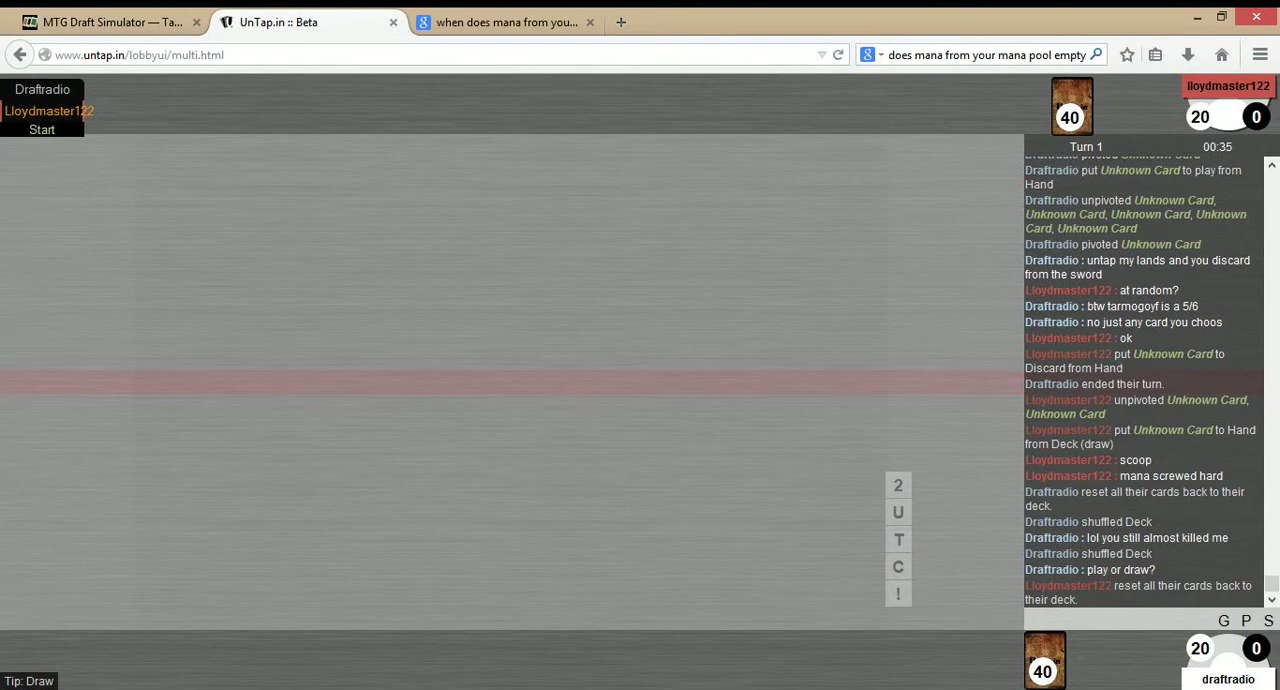 MTG Draft Simulator — Ta...
UnTap.in :: Beta
when does mana from you...
www.untap.in/lobbyui/multi.html
does mana from your mana pool empty
Draftradio
Lloydmaster122
Start
40
lloydmaster122
20 0
Turn 1 00:35
Draftradio pivoted Unknown Card
Draftradio put Unknown Card to play from
Hand
Draftradio unpivoted Unknown Card,
Unknown Card, Unknown Card, Unknown
Card, Unknown Card
Draftradio pivoted Unknown Card
Draftradio : untap my lands and you discard
from the sword
Lloydmaster122 : at random?
Draftradio : btw tarmogoyf is a 5/6
Draftradio : no just any card you choos
Lloydmaster122 : ok
Lloydmaster122 put Unknown Card to
Discard from Hand
Draftradio ended their turn.
Lloydmaster122 unpivoted Unknown Card,
Unknown Card
Lloydmaster122 put Unknown Card to Hand
from Deck (draw)
Lloydmaster122 : scoop
Lloydmaster122 : mana screwed hard
Draftradio reset all their cards back to their
deck.
Draftradio shuffled Deck
Draftradio : lol you still almost killed me
Draftradio shuffled Deck
Draftradio : play or draw?
Lloydmaster122 reset all their cards back to
their deck.
2
U
T
C
!
G P S
40
20 0
draftradio
Tip: Draw